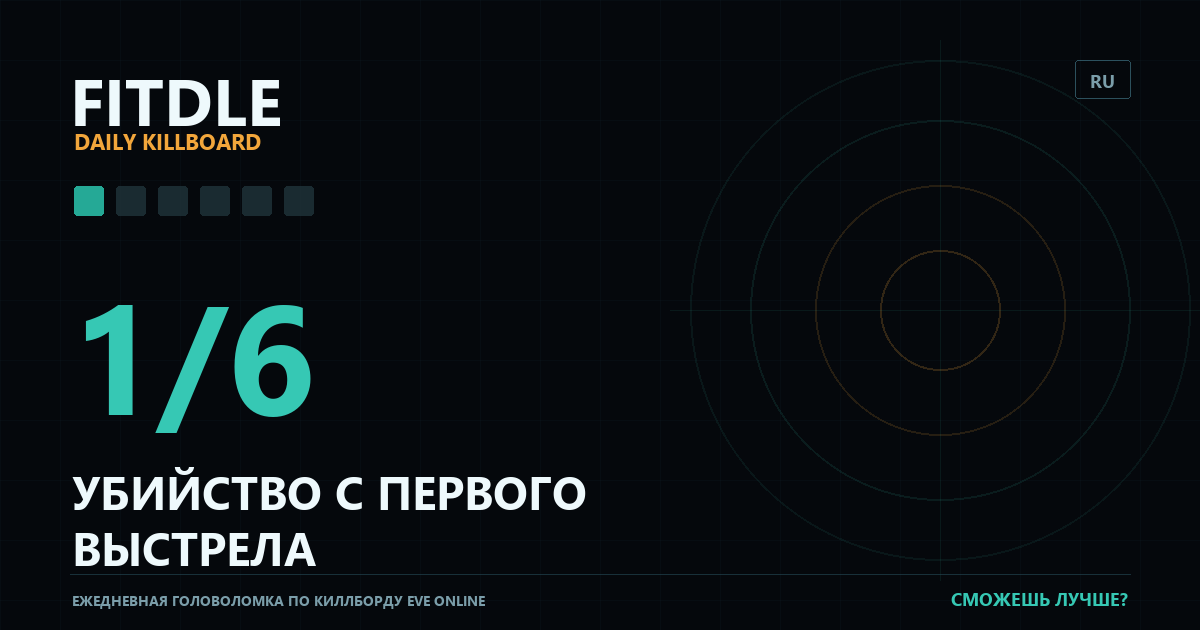 FITDLE
RU
DAILY KILLBOARD
1/6
УБИЙСТВО С ПЕРВОГО
ВЫСТРЕЛА
ЕЖЕДНЕВНАЯ ГОЛОВОЛОМКА ПО КИЛЛБОРДУ EVE ONLINE
СМОЖЕШЬ ЛУЧШЕ?